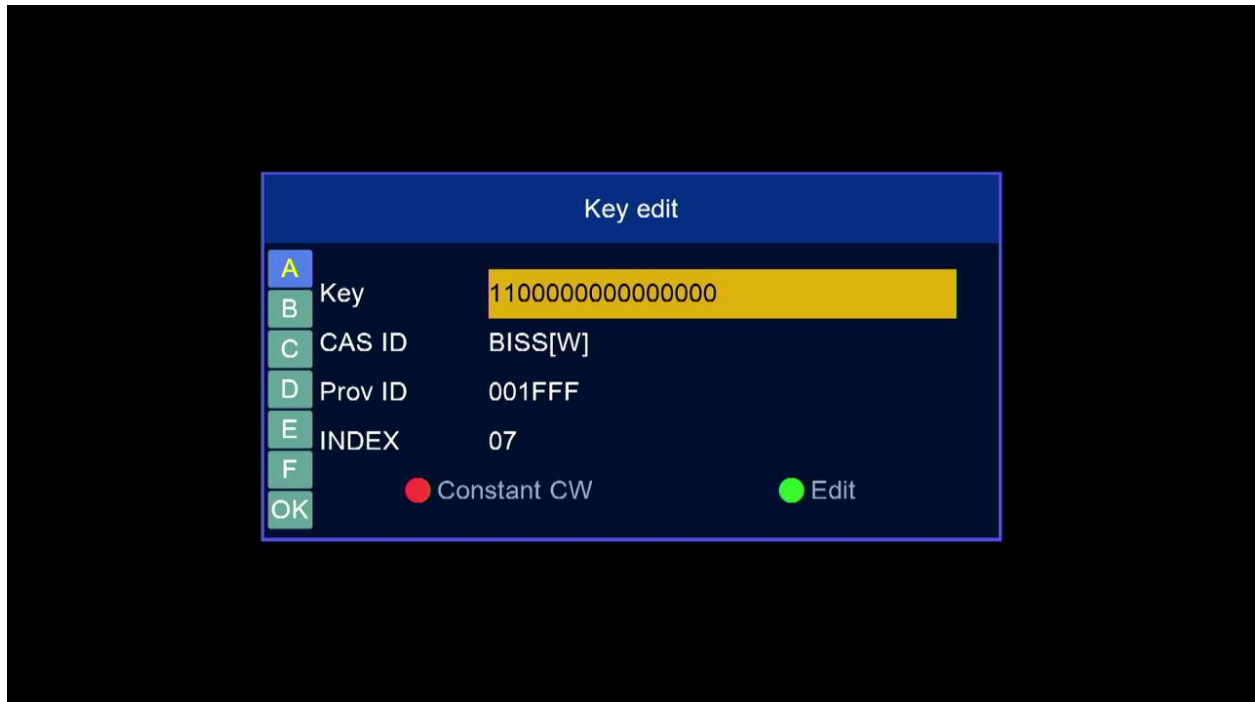 Key edit
A
B
C
D
E
F
OK
Key 1100000000000000
CAS ID BISS[W]
Prov ID 001FFF
INDEX 07
Constant CW Edit